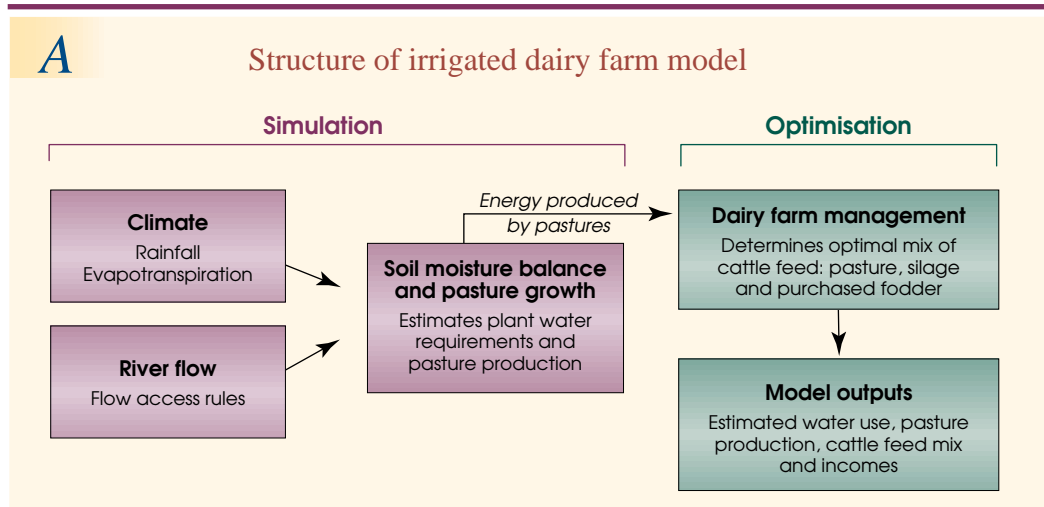 A
Structure of irrigated dairy farm model
Simulation
Optimisation
Climate
Rainfall
Evapotranspiration
River flow
Flow access rules
Soil moisture balance
and pasture growth
Estimates plant water
requirements and
pasture production
Energy produced
by pastures
Dairy farm management
Determines optimal mix of
cattle feed: pasture, silage
and purchased fodder
Model outputs
Estimated water use, pasture
production, cattle feed mix
and incomes